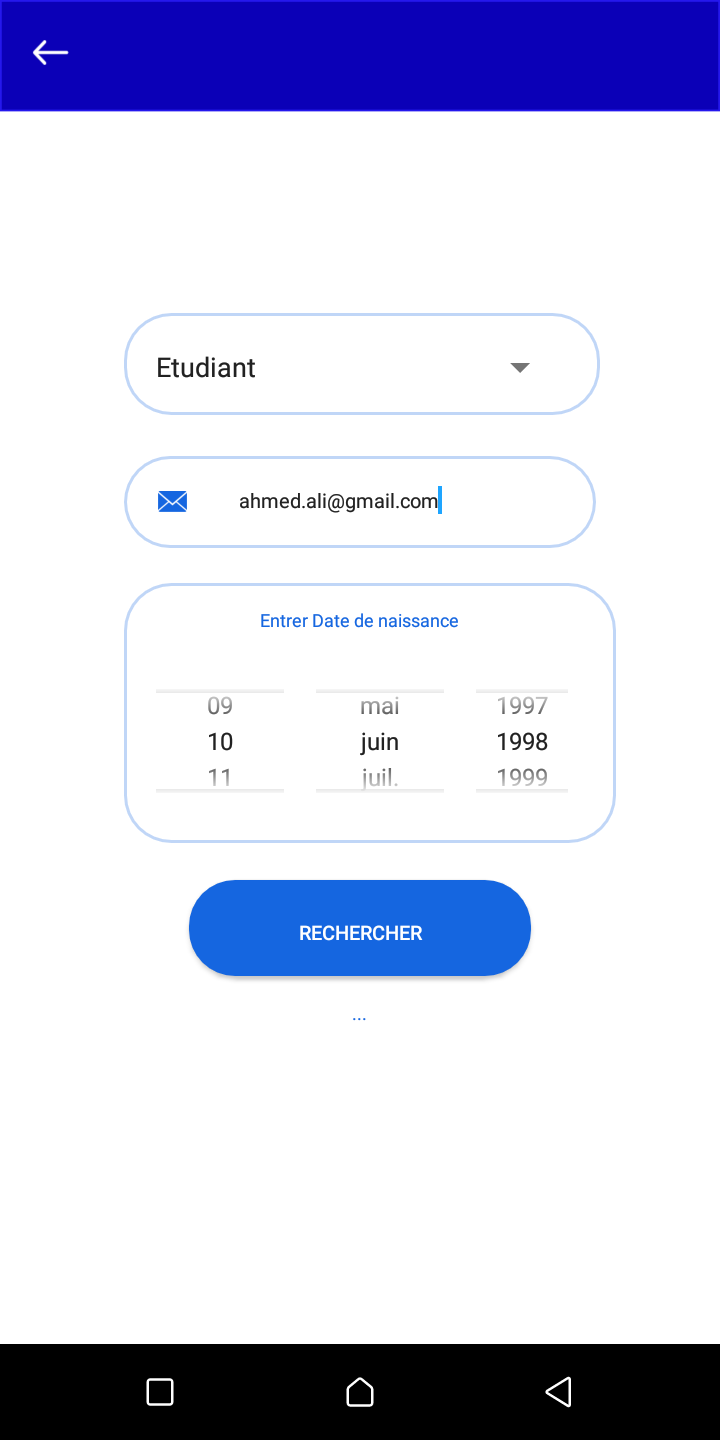 Etudiant
ahmed.ali@gmail.com
Entrer Date de naissance
09 mai 1997
10 juin 1998
11 juil. 1999
RECHERCHER
...